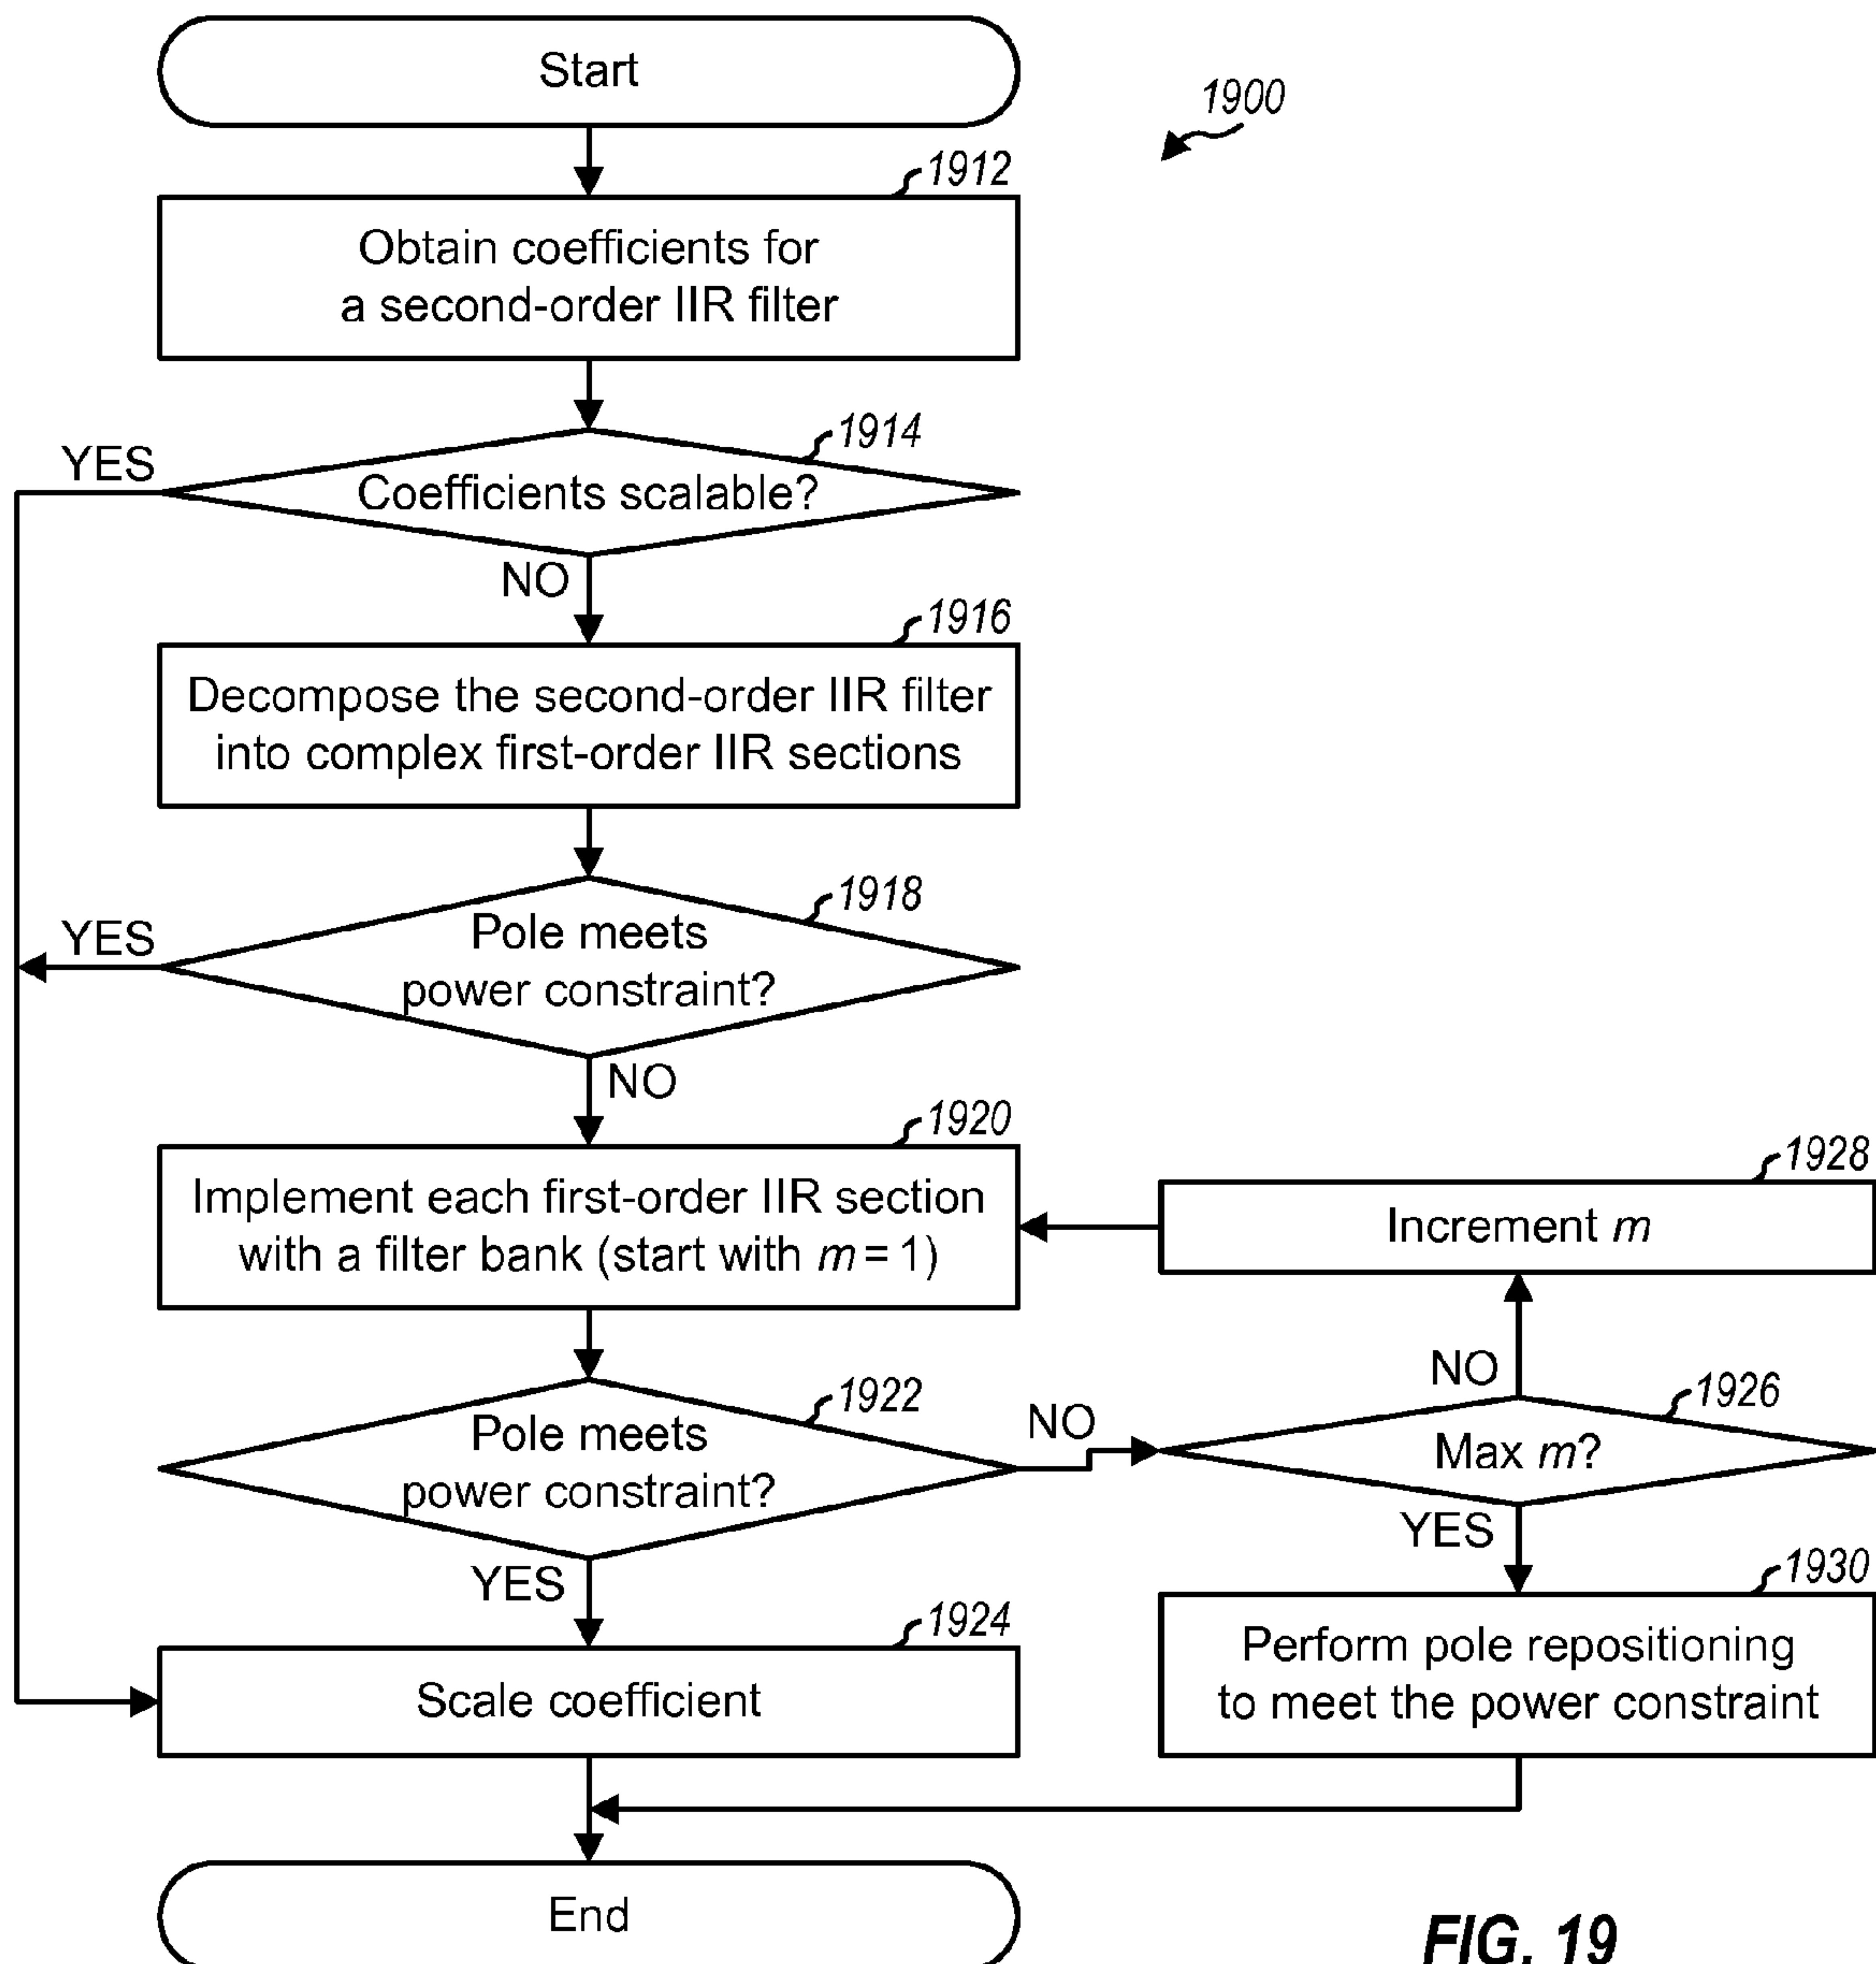 Start
1900
1912
Obtain coefficients for
a second-order IIR filter
1914
YES
Coefficients scalable?
NO
1916
Decompose the second-order IIR filter
into complex first-order IIR sections
1918
YES
Pole meets
power constraint?
NO
1920
Implement each first-order IIR section
with a filter bank (start with m = 1)
1928
Increment m
1922
Pole meets
power constraint?
NO
NO
1926
Max m?
YES
YES
1924
Scale coefficient
1930
Perform pole repositioning
to meet the power constraint
End
FIG. 19